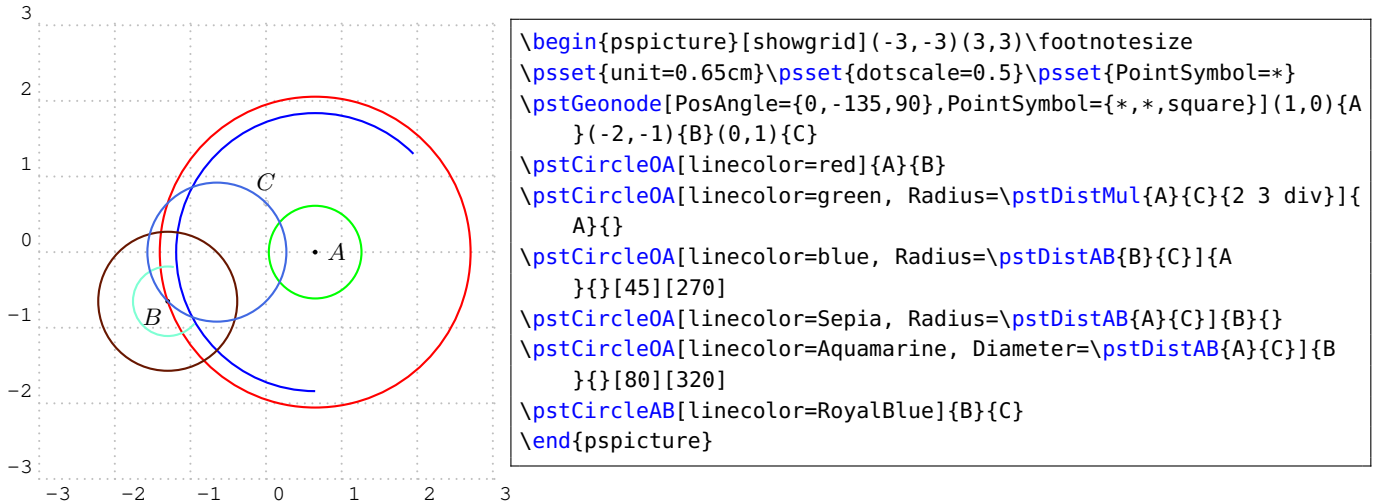 3
2
1
0
−1
−2
−3
−3 −2 −1 0 1 2 3
C
A
B
\begin{pspicture}[showgrid](-3,-3)(3,3)\footnotesize
\psset{unit=0.65cm}\psset{dotscale=0.5}\psset{PointSymbol=*}
\pstGeonode[PosAngle={0,-135,90},PointSymbol={*,*,square}](1,0){A
}(-2,-1){B}(0,1){C}
\pstCircleOA[linecolor=red]{A}{B}
\pstCircleOA[linecolor=green, Radius=\pstDistMul{A}{C}{2 3 div}]{
A}{}
\pstCircleOA[linecolor=blue, Radius=\pstDistAB{B}{C}]{A
}{}[45][270]
\pstCircleOA[linecolor=Sepia, Radius=\pstDistAB{A}{C}]{B}{}
\pstCircleOA[linecolor=Aquamarine, Diameter=\pstDistAB{A}{C}]{B
}{}[80][320]
\pstCircleAB[linecolor=RoyalBlue]{B}{C}
\end{pspicture}